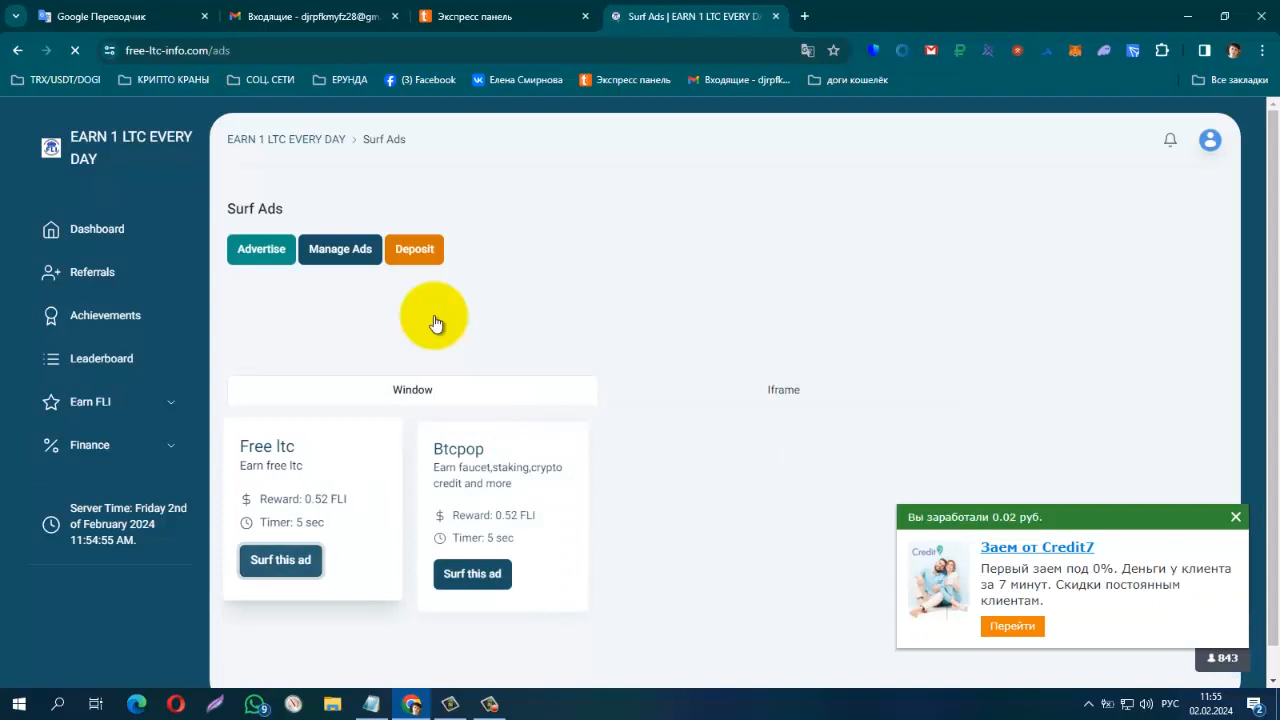 Google Переводчик
Входящие - djrpfkmyfz28@gm
Экспресс панель
Surf Ads | EARN 1 LTC EVERY D
free-ltc-info.com/ads
TRX/USDT/DOGI
КРИПТО КРАНЫ
СОЦ. СЕТИ
ЕРУНДА
(3) Facebook
Елена Смирнова
Экспресс панель
Входящие - djrpfk...
доги кошелёк
Все закладки
EARN 1 LTC EVERY
DAY
EARN 1 LTC EVERY DAY > Surf Ads
Dashboard
Referrals
Achievements
Leaderboard
Earn FLI
Finance
Server Time: Friday 2nd
of February 2024
11:54:55 AM.
Surf Ads
Advertise
Manage Ads
Deposit
Window
Iframe
Free ltc
Earn free ltc
Reward: 0.52 FLI
Timer: 5 sec
Surf this ad
Btcpop
Earn faucet,staking,crypto
credit and more
Reward: 0.52 FLI
Timer: 5 sec
Surf this ad
Вы заработали 0.02 руб.
Credit
Заем от Credit7
Первый заем под 0%. Деньги у клиента
за 7 минут. Скидки постоянным
клиентам.
Перейти
843
9
РУС
11:55
02.02.2024
2